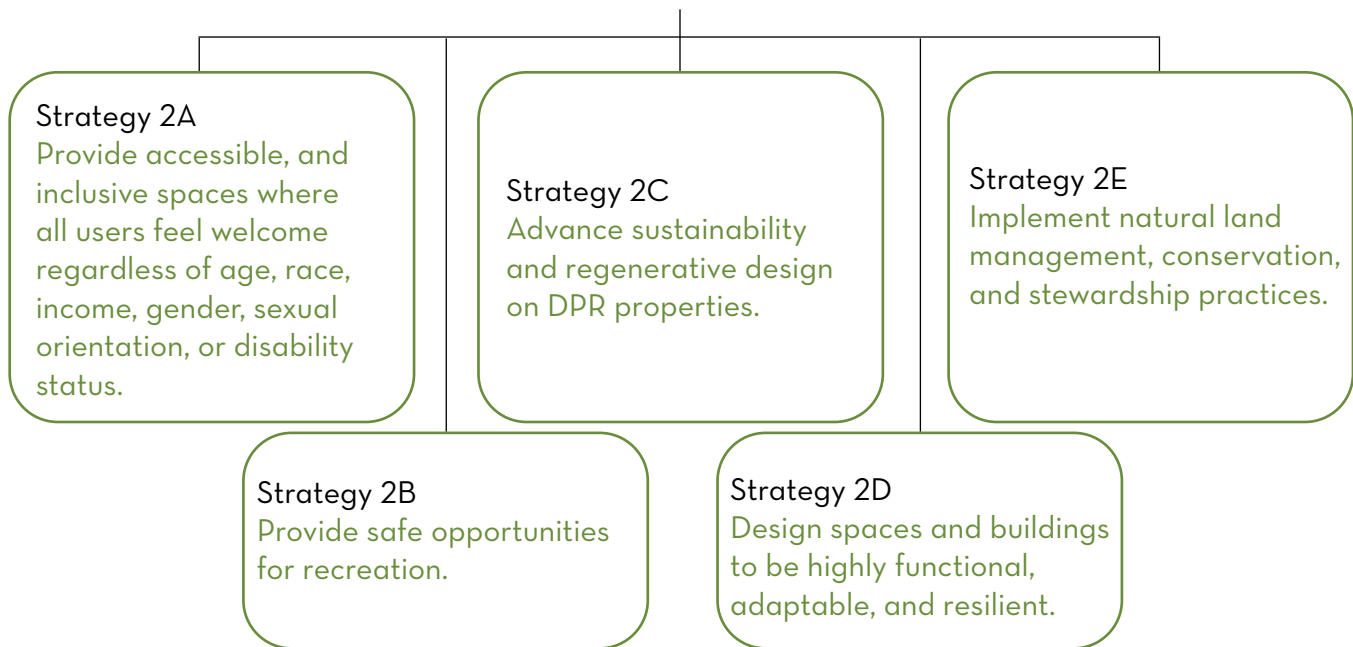 Strategy 2A
Provide accessible, and
inclusive spaces where
all users feel welcome
regardless of age, race,
income, gender, sexual
orientation, or disability
status.
Strategy 2B
Provide safe opportunities
for recreation.
Strategy 2C
Advance sustainability
and regenerative design
on DPR properties.
Strategy 2D
Design spaces and buildings
to be highly functional,
adaptable, and resilient.
Strategy 2E
Implement natural land
management, conservation,
and stewardship practices.